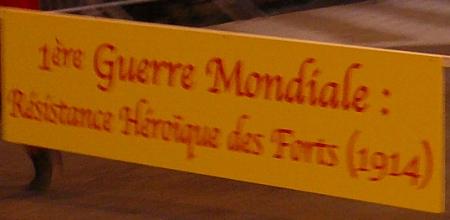 1ère Guerre Mondiale :
Résistance Héroïque des Forts (1914)